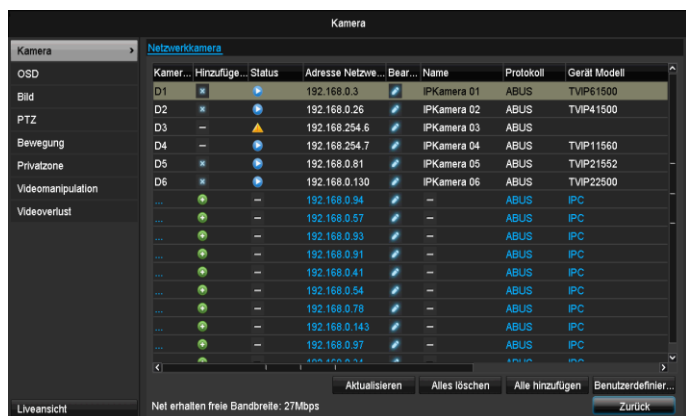 Kamera
Kamera >
OSD
Bild
PTZ
Bewegung
Privatzone
Videomanipulation
Videoverlust
Liveansicht
Netzwerkkamera
Kamer... Hinzufüge... Status Adresse Netzwe... Bear... Name Protokoll Gerät Modell
D1 192.168.0.3 IPKamera 01 ABUS TVIP61500
D2 192.168.0.26 IPKamera 02 ABUS TVIP41500
D3 – 192.168.254.6 IPKamera 03 ABUS
D4 – 192.168.254.7 IPKamera 04 ABUS TVIP11560
D5 192.168.0.81 IPKamera 05 ABUS TVIP21552
D6 192.168.0.130 IPKamera 06 ABUS TVIP22500
... – 192.168.0.94 – ABUS IPC
... – 192.168.0.57 – ABUS IPC
... – 192.168.0.93 – ABUS IPC
... – 192.168.0.91 – ABUS IPC
... – 192.168.0.41 – ABUS IPC
... – 192.168.0.54 – ABUS IPC
... – 192.168.0.78 – ABUS IPC
... – 192.168.0.143 – ABUS IPC
... – 192.168.0.97 – ABUS IPC
Aktualisieren Alles löschen Alle hinzufügen Benutzerdefinier...
Net erhalten freie Bandbreite: 27Mbps
Zurück